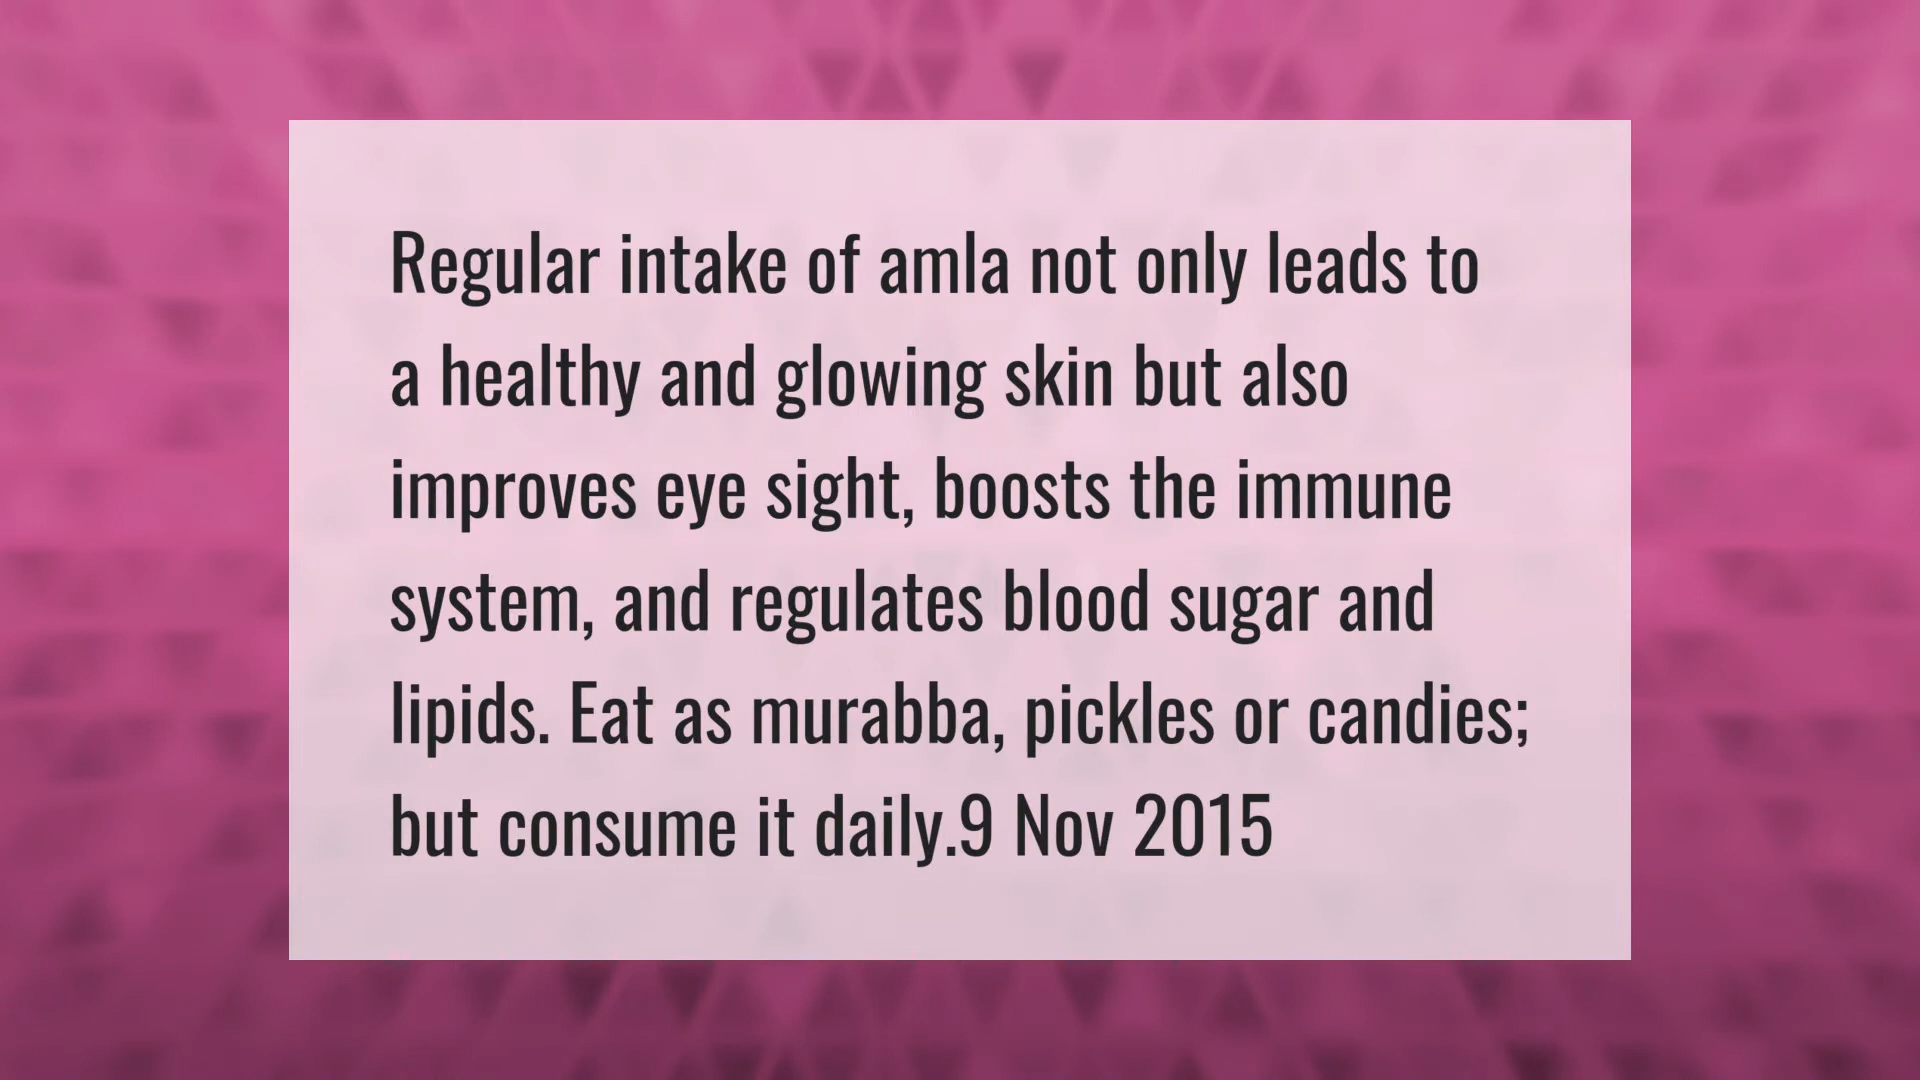 Regular intake of amla not only leads to
a healthy and glowing skin but also
improves eye sight, boosts the immune
system, and regulates blood sugar and
lipids. Eat as murabba, pickles or candies;
but consume it daily.9 Nov 2015